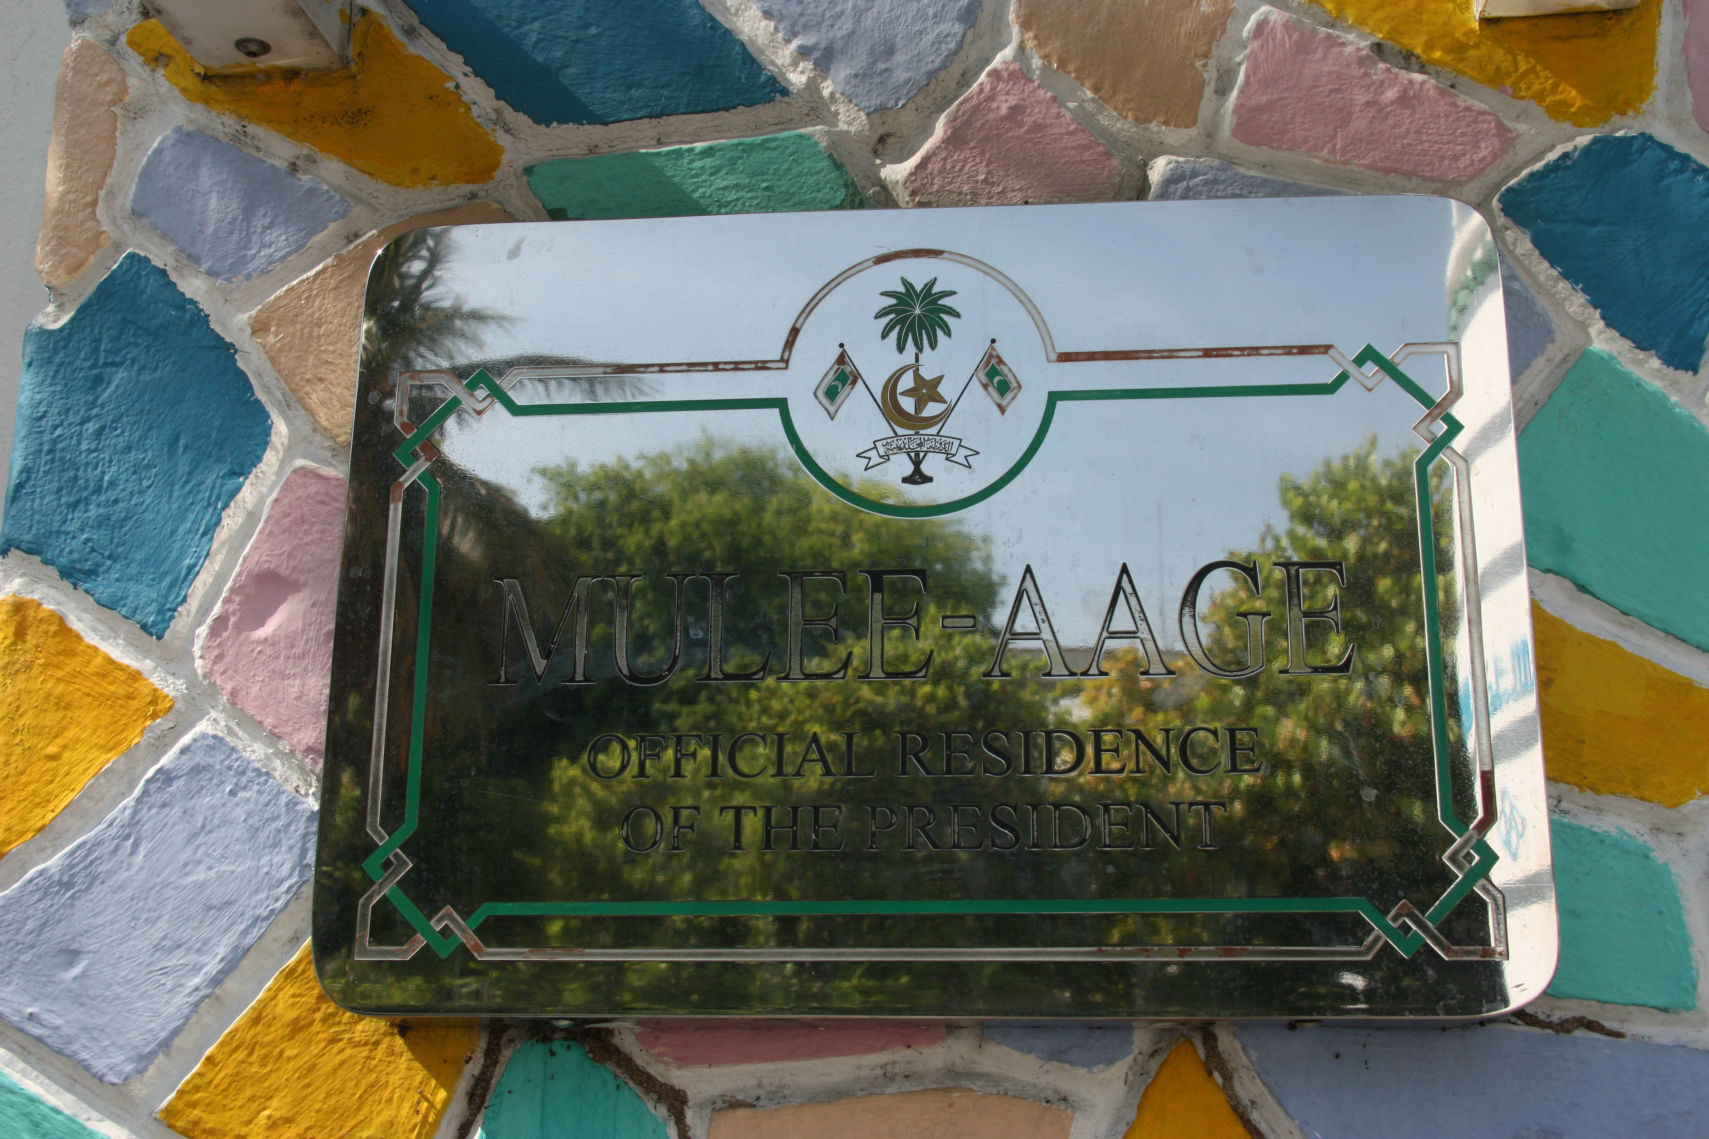 MULEE-AAGE
OFFICIAL RESIDENCE
OF THE PRESIDENT